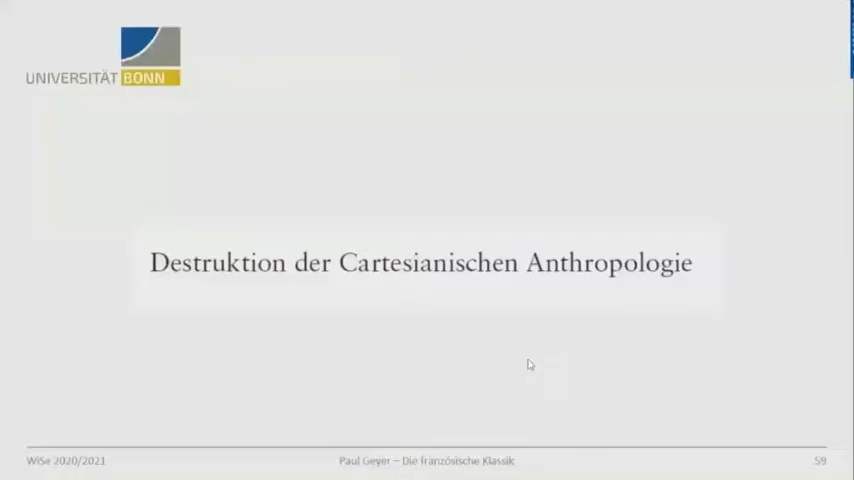 UNIVERSITÄT BONN
Destruktion der Cartesianischen Anthropologie
WiSe 2020/2021 Paul Geyer – Die französische Klassik 59